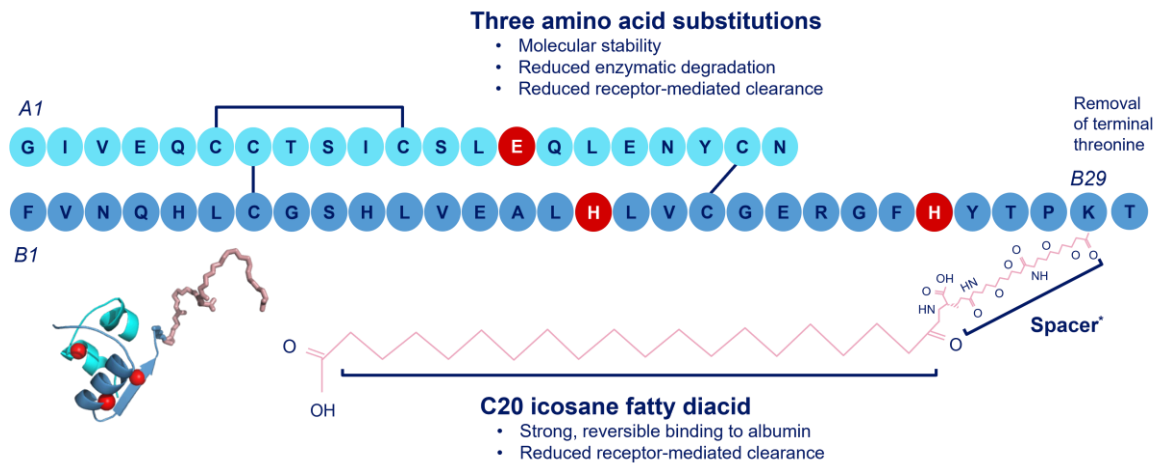 Three amino acid substitutions
• Molecular stability
• Reduced enzymatic degradation
• Reduced receptor-mediated clearance
A1
Removal
of terminal
threonine
G I V E Q C C T S I C S L E Q L E N Y C N
B29
F V N Q H L C G S H L V E A L H L V C G E R G F H Y T P K T
B1
OH
O
HN
HN
O
O
O
O
NH
O
O
O
O
O
Spacer*
O
OH
C20 icosane fatty diacid
• Strong, reversible binding to albumin
• Reduced receptor-mediated clearance